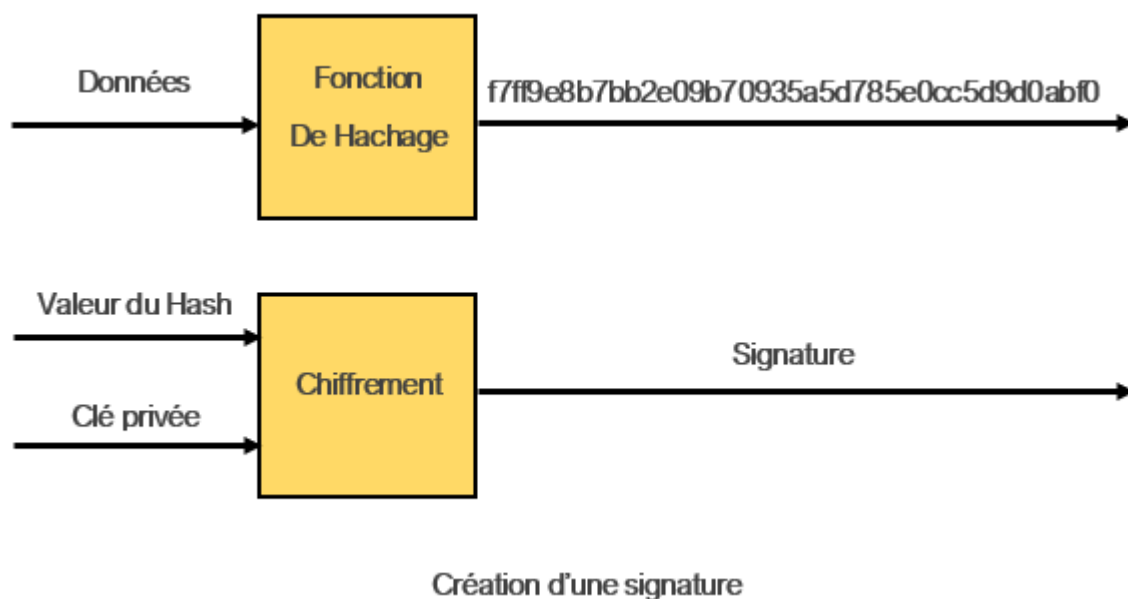 Données
Fonction
De Hachage
f7ff9e8b7bb2e09b70935a5d785e0cc5d9d0abf0
Valeur du Hash
Clé privée
Chiffrement
Signature
Création d'une signature